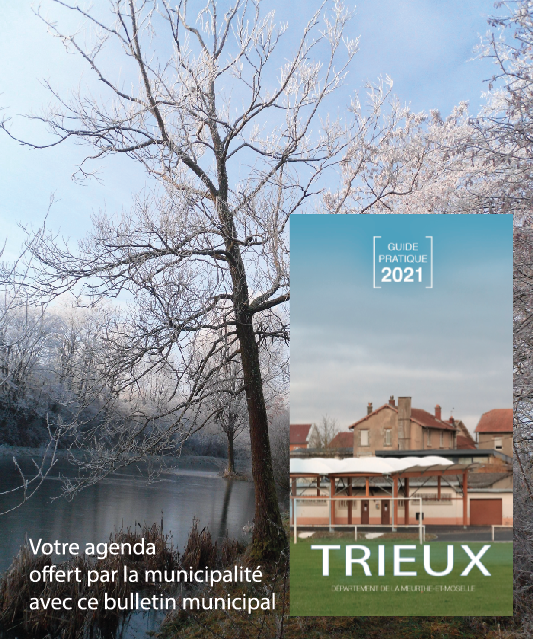 GUIDE
PRATIQUE
2021
TRIEUX
DÉPARTEMENT DE LA MEURTHE-ET-MOSELLE
Votre agenda
offert par la municipalité
avec ce bulletin municipal